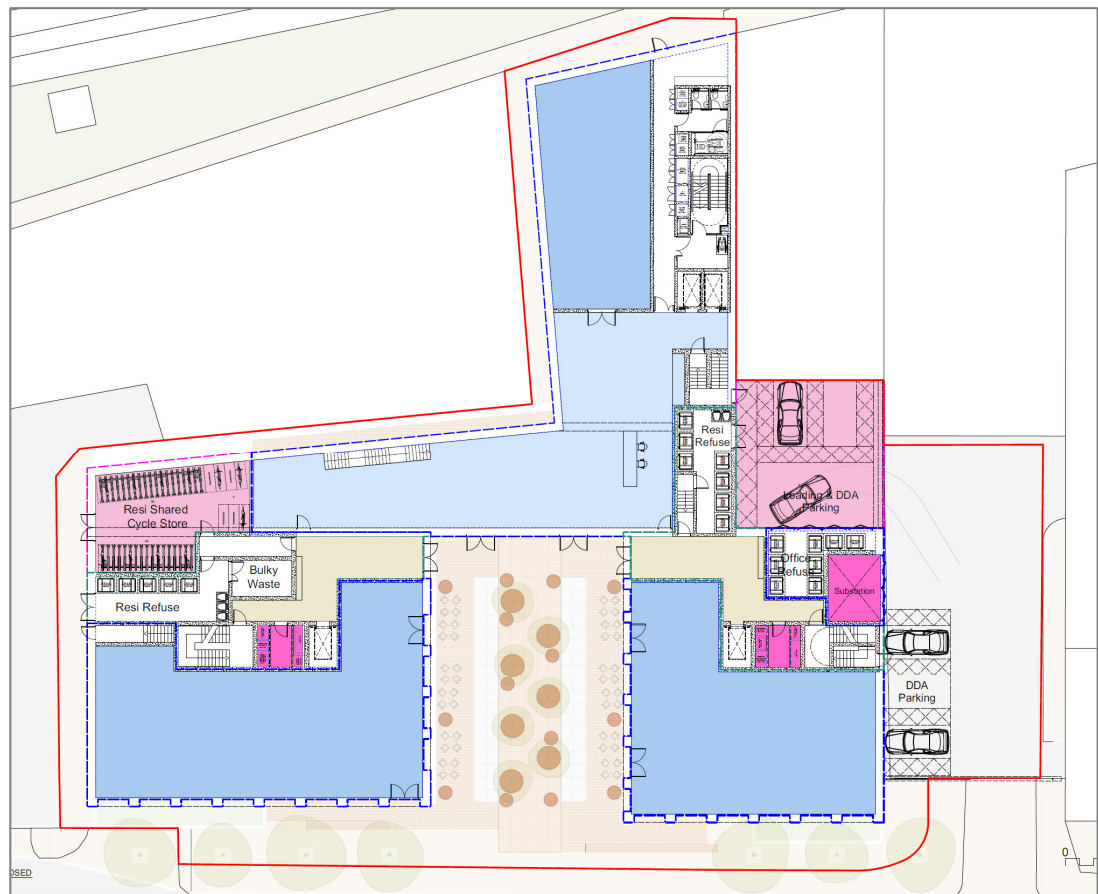 Resi
Refuse
Resi Shared
Cycle Store
Loading & DDA
Parking
Bulky
Waste
Office
Refuse
Resi Refuse
Substation
DDA
Parking
0